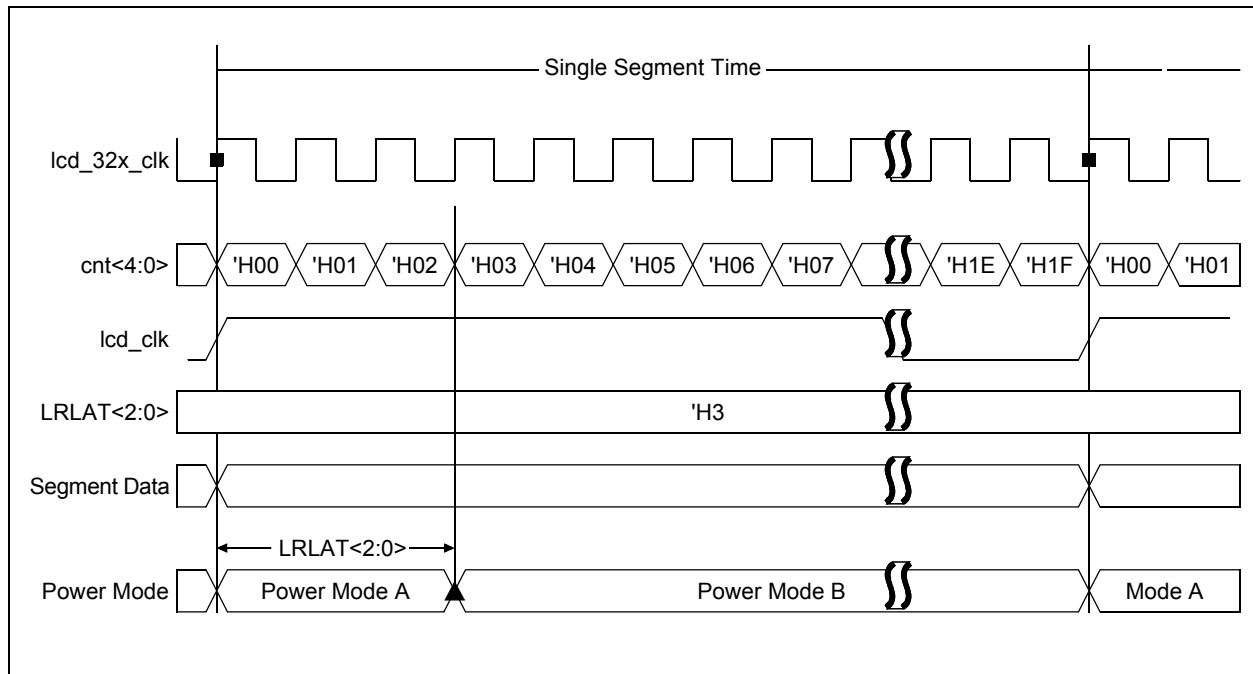 Single Segment Time
lcd_32x_clk
cnt<4:0> 'H00 'H01 'H02 'H03 'H04 'H05 'H06 'H07 'H1E 'H1F 'H00 'H01
lcd_clk
LRLAT<2:0> 'H3
Segment Data
LRLAT<2:0>
Power Mode Power Mode A Power Mode B Mode A